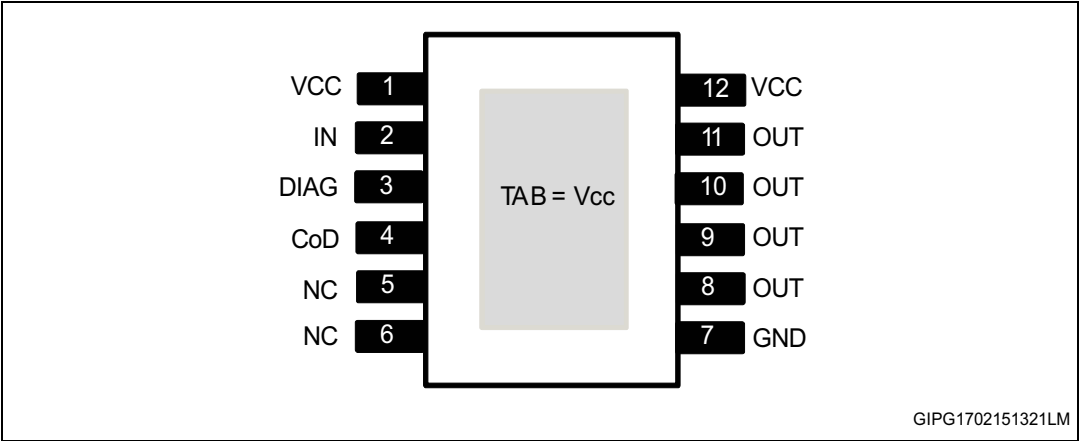 VCC 1 12 VCC
IN 2 11 OUT
DIAG 3 10 OUT
TAB = Vcc
CoD 4 9 OUT
NC 5 8 OUT
NC 6 7 GND
GIPG1702151321LM